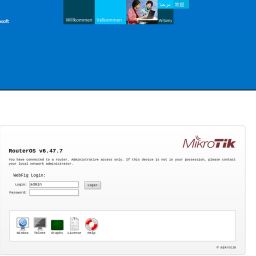 Willkommen
Välkommen
مرحبا
soft
Vítáme
MikroTik
RouterOS v6.47.7
You have connected to a router. Administrative access only. If this device is not in your possession, please contact
your local network administrator.
WebFig Login:
Login: admin
Password:
Login
Winbox Telnet Graphs License Help
© mikrotik